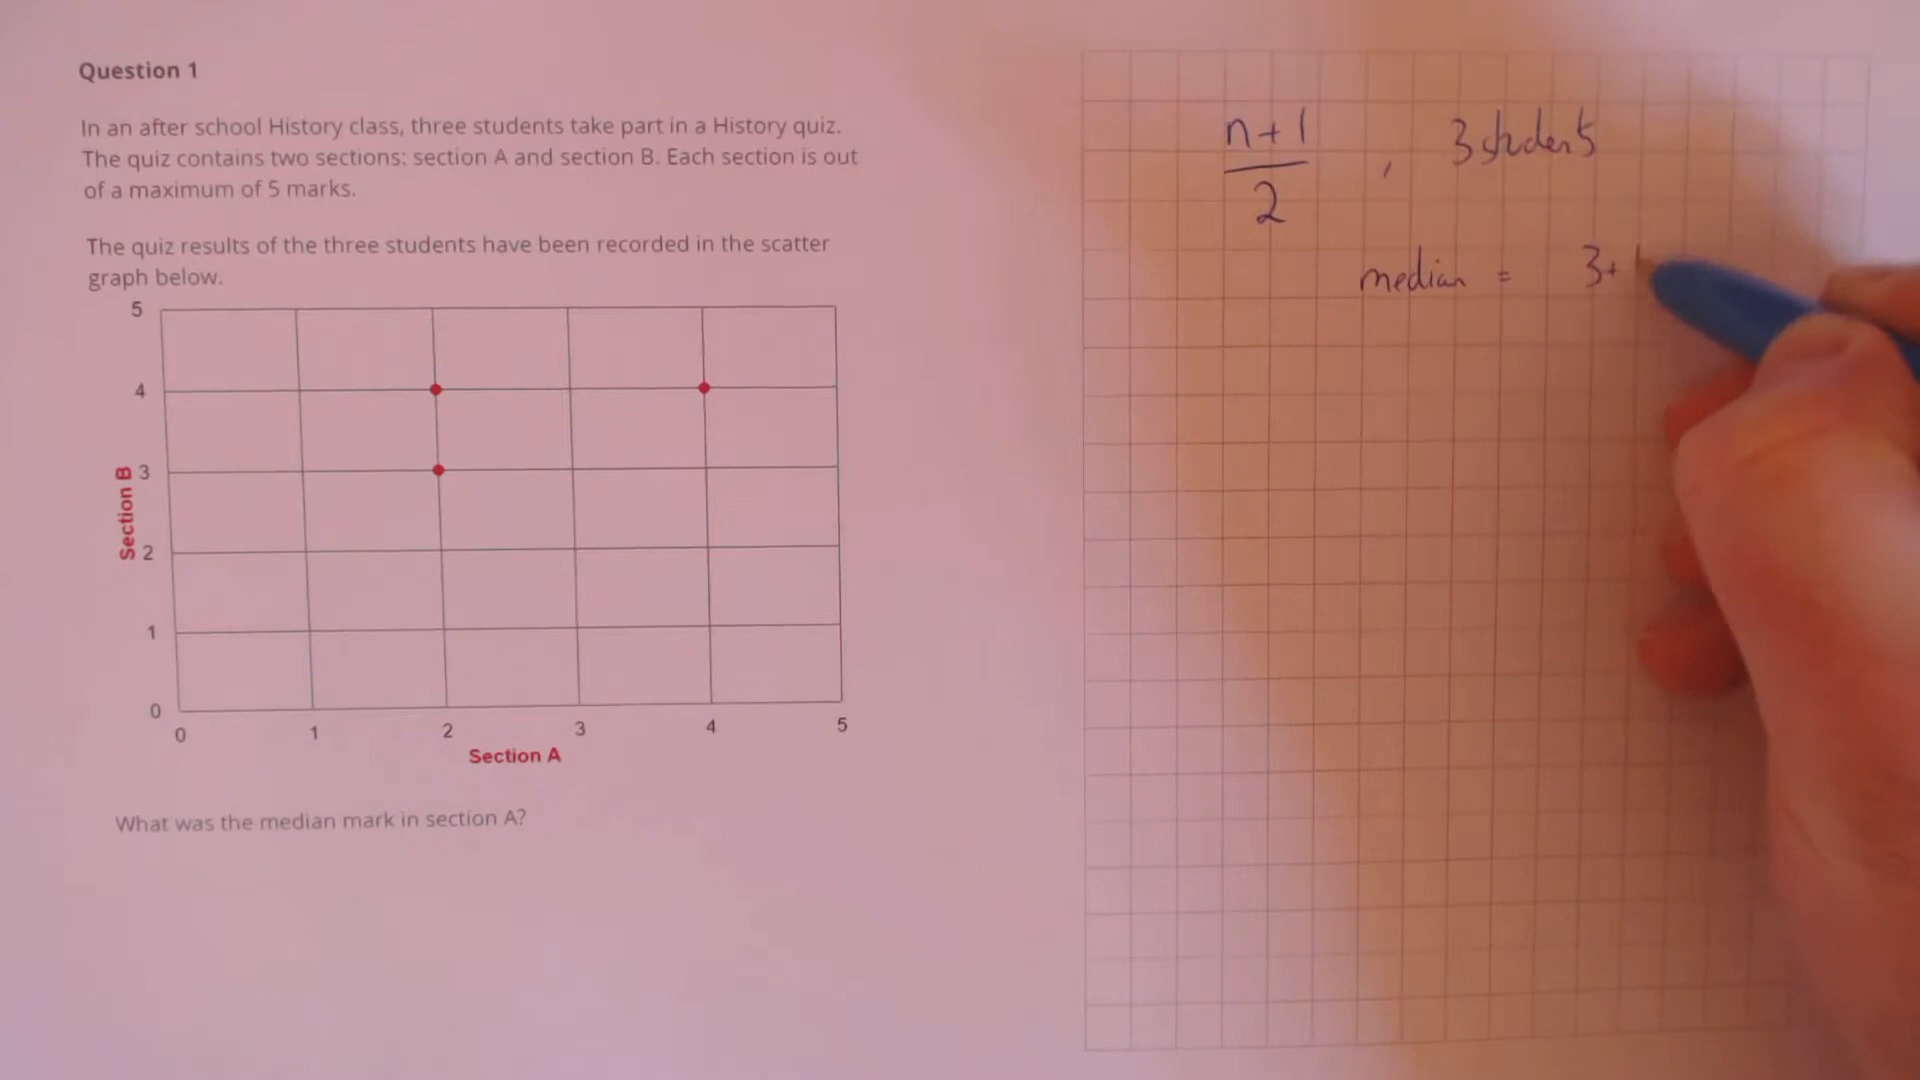 Question 1
In an after school History class, three students take part in a History quiz.
The quiz contains two sections: section A and section B. Each section is out
of a maximum of 5 marks.
The quiz results of the three students have been recorded in the scatter
graph below.
5
4
3
2
1
0
Section B
0 1 2 3 4 5
Section A
What was the median mark in section A?
n+1
2
, 3 students
median = 3+1